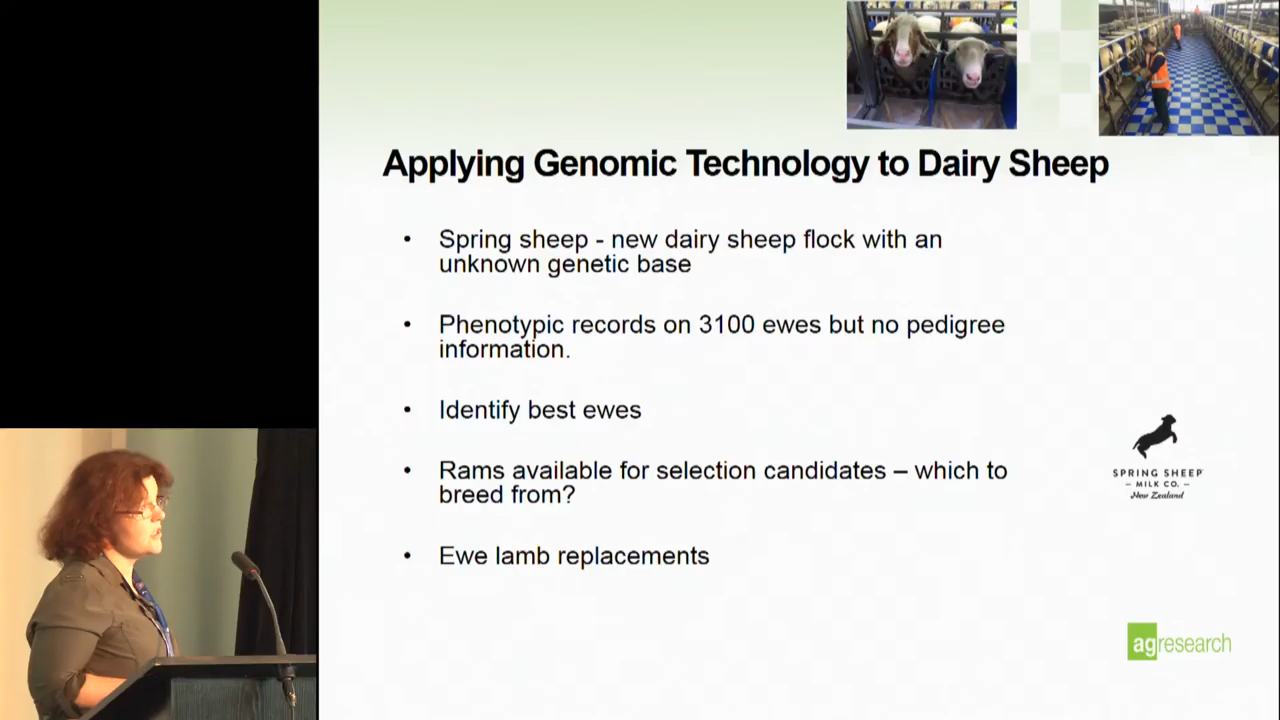 Applying Genomic Technology to Dairy Sheep
• Spring sheep - new dairy sheep flock with an
unknown genetic base
• Phenotypic records on 3100 ewes but no pedigree
information.
• Identify best ewes
• Rams available for selection candidates – which to
breed from?
• Ewe lamb replacements
SPRING SHEEP
– MILK CO. –
New Zealand
agresearch